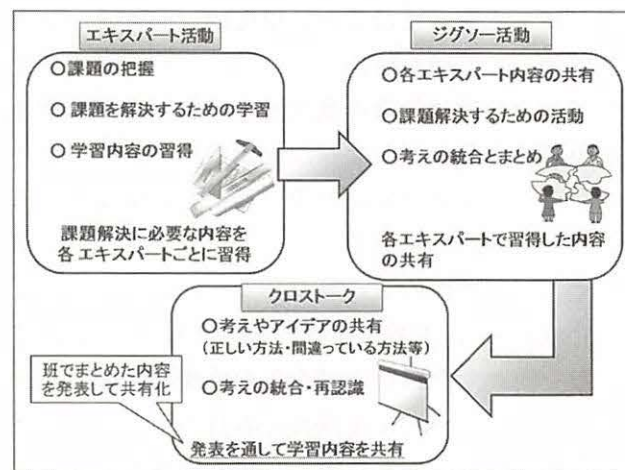 エキスパート活動
○課題の把握
○課題を解決するための学習
○学習内容の習得
課題解決に必要な内容を
各エキスパートごとに習得
ジグソー活動
○各エキスパート内容の共有
○課題解決するための活動
○考えの統合とまとめ
各エキスパートで習得した内容
の共有
クロストーク
○考えやアイデアの共有
（正しい方法・間違っている方法等）
○考えの統合・再認識
発表を通して学習内容を共有
班でまとめた内容
を発表して共有化